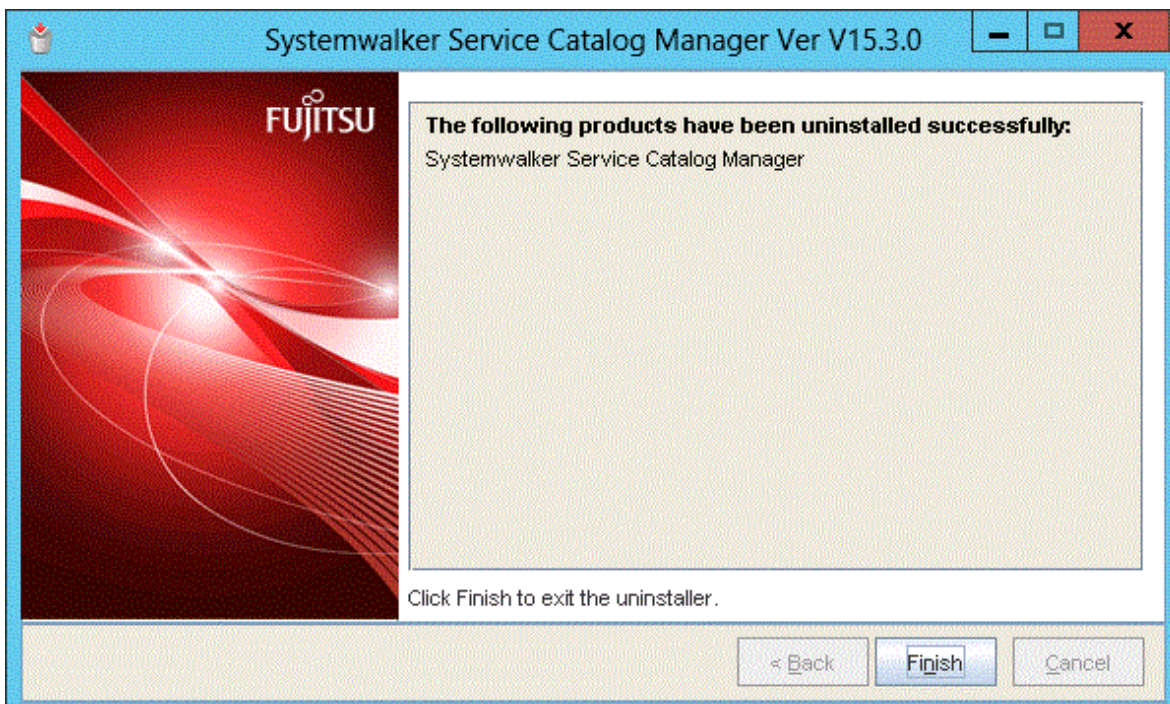 Systemwalker Service Catalog Manager Ver V15.3.0
FUJITSU
The following products have been uninstalled successfully:
Systemwalker Service Catalog Manager
Click Finish to exit the uninstaller.
< Back
Finish
Cancel